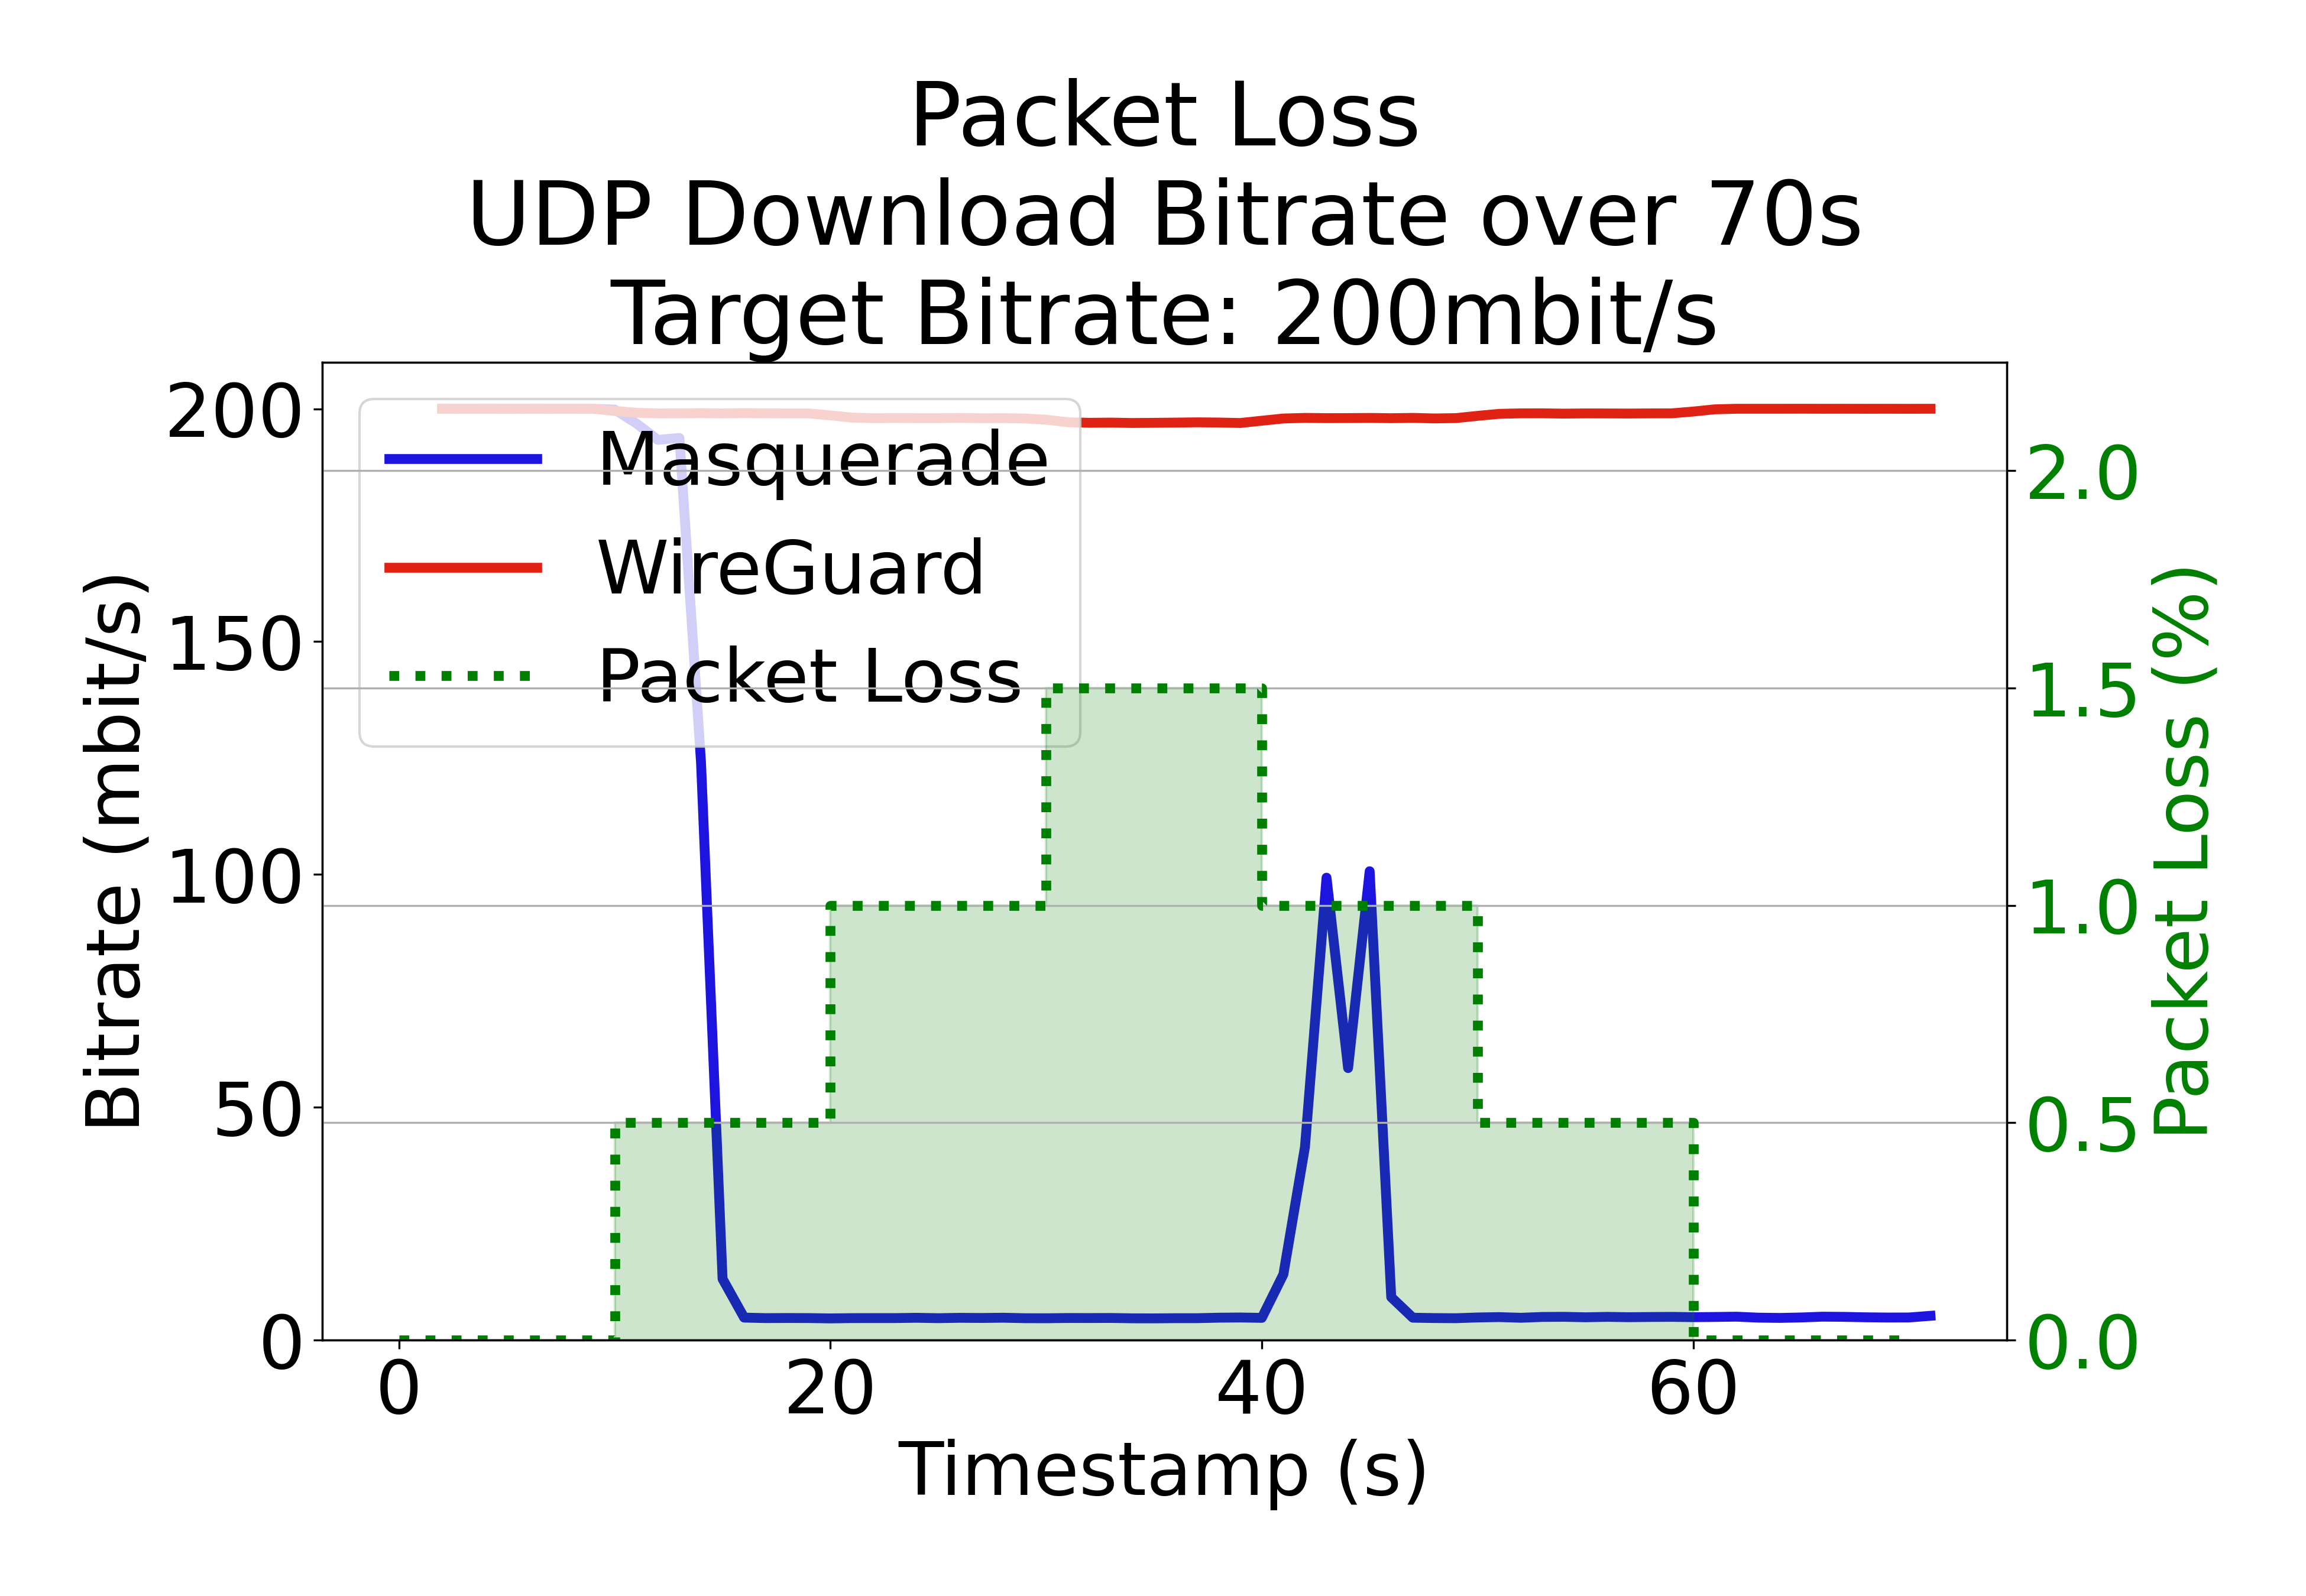 Packet Loss
UDP Download Bitrate over 70s
Target Bitrate: 200mbit/s
Masquerade
WireGuard
Packet Loss
Bitrate (mbit/s)
200
150
100
50
0
2.0
1.5
1.0
0.5
0.0
Packet Loss (%)
0 20 40 60
Timestamp (s)